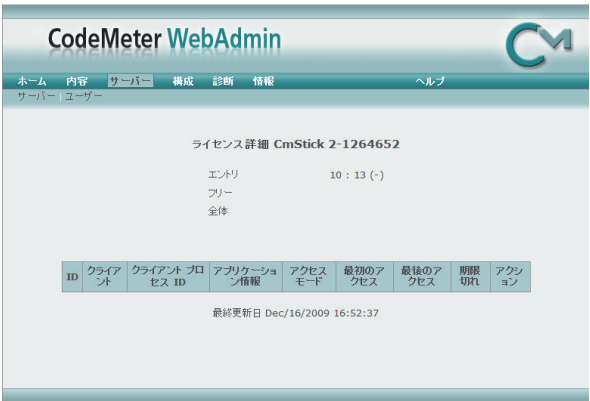 CodeMeter WebAdmin
CM
ホーム 内容 サーバー 構成 診断 情報 ヘルプ
サーバー | ユーザー
ライセンス詳細 CmStick 2-1264652
エントリ 10 : 13 (-)
フリー
全体
ID クライアント クライアント プロセス ID アプリケーション情報 アクセスモード 最初のアクセス 最後のアクセス 期限切れ アクション
最終更新日 Dec/16/2009 16:52:37